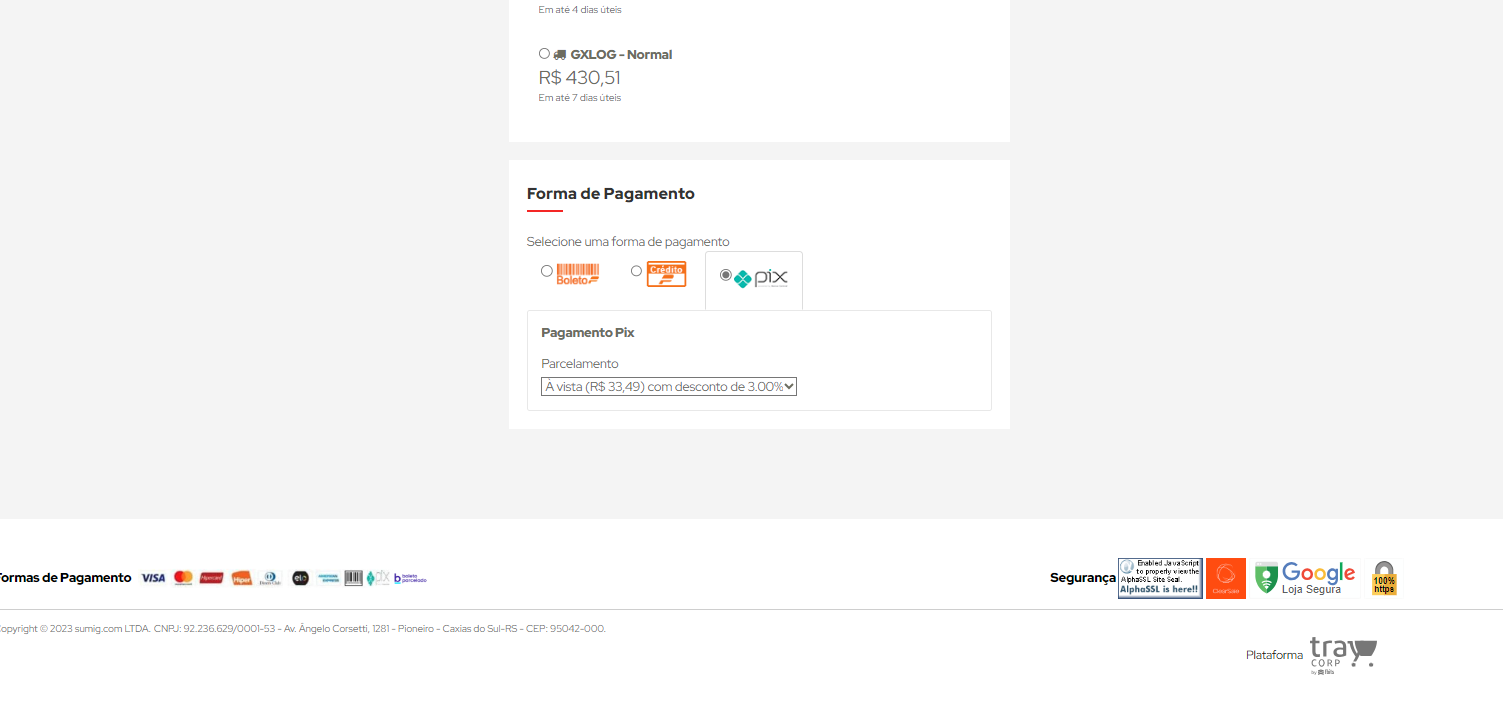 Em até 4 dias úteis
GXLOG - Normal
R$ 430,51
Em até 7 dias úteis
Forma de Pagamento
Selecione uma forma de pagamento
Boleto
Crédito
pix
Pagamento Pix
Parcelamento
À vista (R$ 33,49) com desconto de 3.00%
Formas de Pagamento
VISA
Hiper
elo
pix
boleto parcelado
Segurança
Enabled JavaScript
to properly view the
AlphaSSL Site Seal.
AlphaSSL is here!!
Google
Loja Segura
100%
https
Copyright © 2023 sumig.com LTDA. CNPJ: 92.236.629/0001-53 - Av. Ângelo Corsetti, 1281 - Pioneiro - Caxias do Sul-RS - CEP: 95042-000.
Plataforma
tray
CORP
by